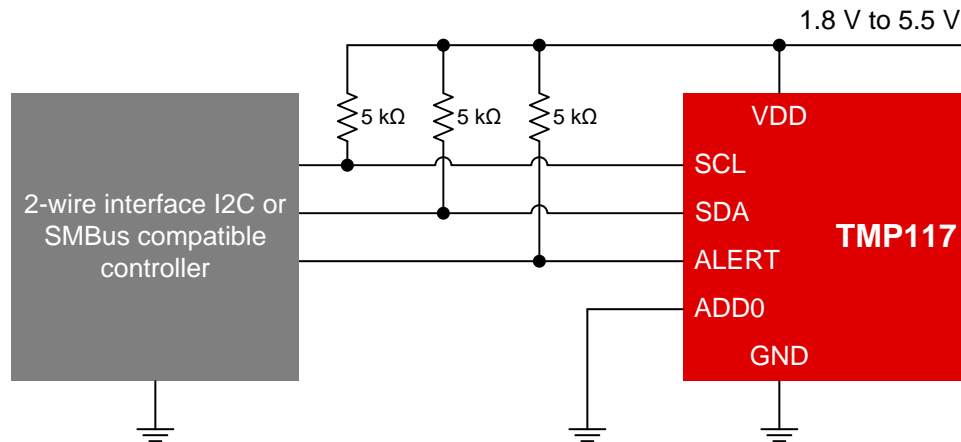 1.8 V to 5.5 V
5 kΩ
5 kΩ
5 kΩ
2-wire interface I2C or
SMBus compatible
controller
VDD
SCL
SDA
TMP117
ALERT
ADD0
GND